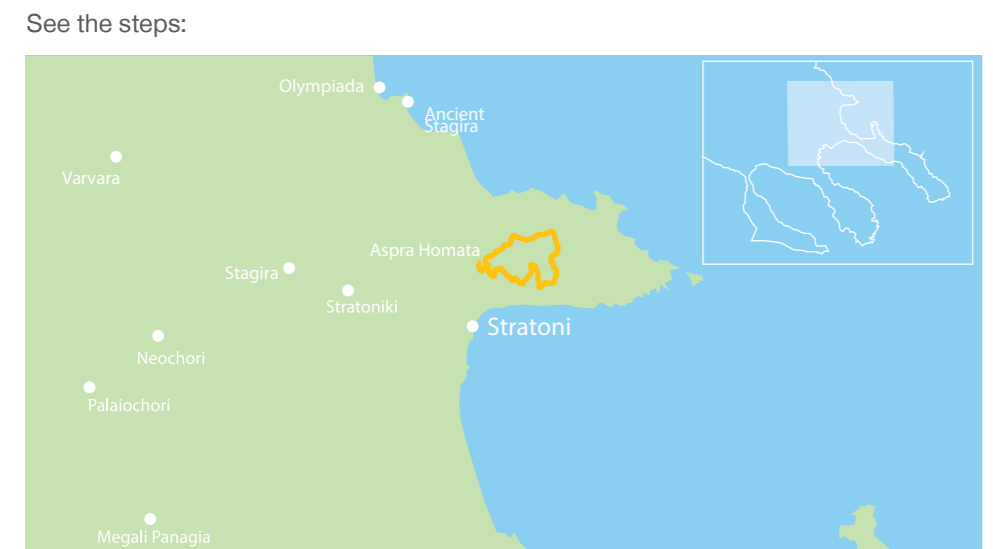 See the steps:
Olympiada
Ancient
Stagira
Varvara
Aspra Homata
Stagira
Stratoniki
Stratoni
Neochori
Palaiochori
Megali Panagia